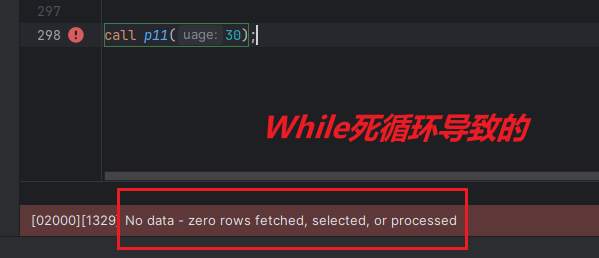 297
298 call p11( uage: 30);
While死循环导致的
[02000][1329] No data - zero rows fetched, selected, or processed